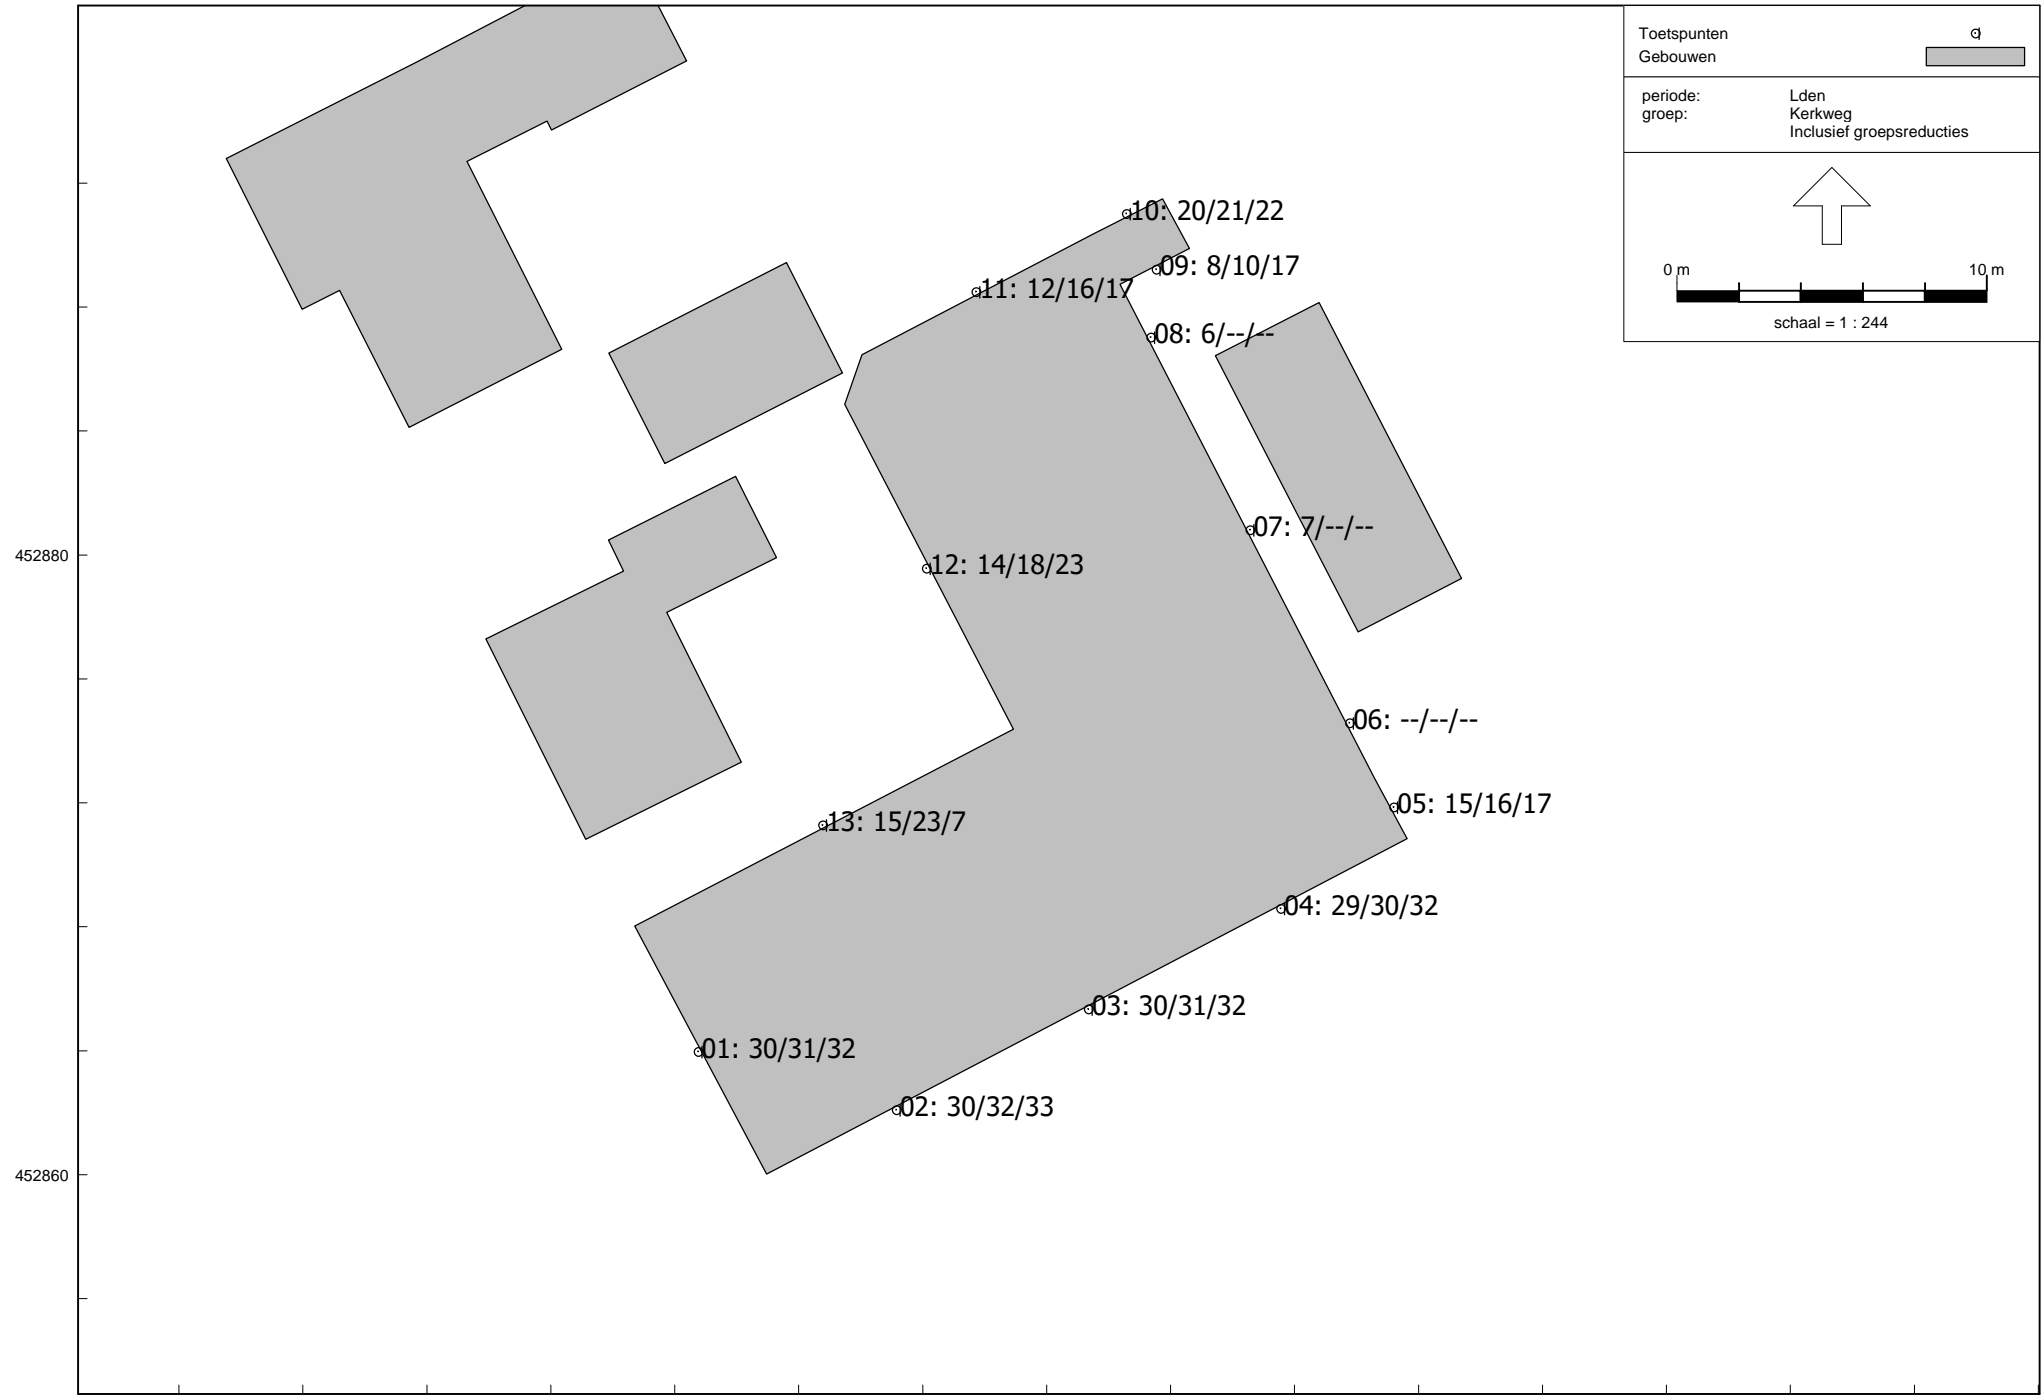 Toetspunten
Gebouwen
periode: Lden
groep: Kerkweg
Inclusief groepsreducties
0 m 10 m
schaal = 1 : 244
10: 20/21/22
09: 8/10/17
11: 12/16/17
08: 6/--/--
07: 7/--/--
452880
12: 14/18/23
06: --/--/--
05: 15/16/17
13: 15/23/7
04: 29/30/32
03: 30/31/32
01: 30/31/32
02: 30/32/33
452860